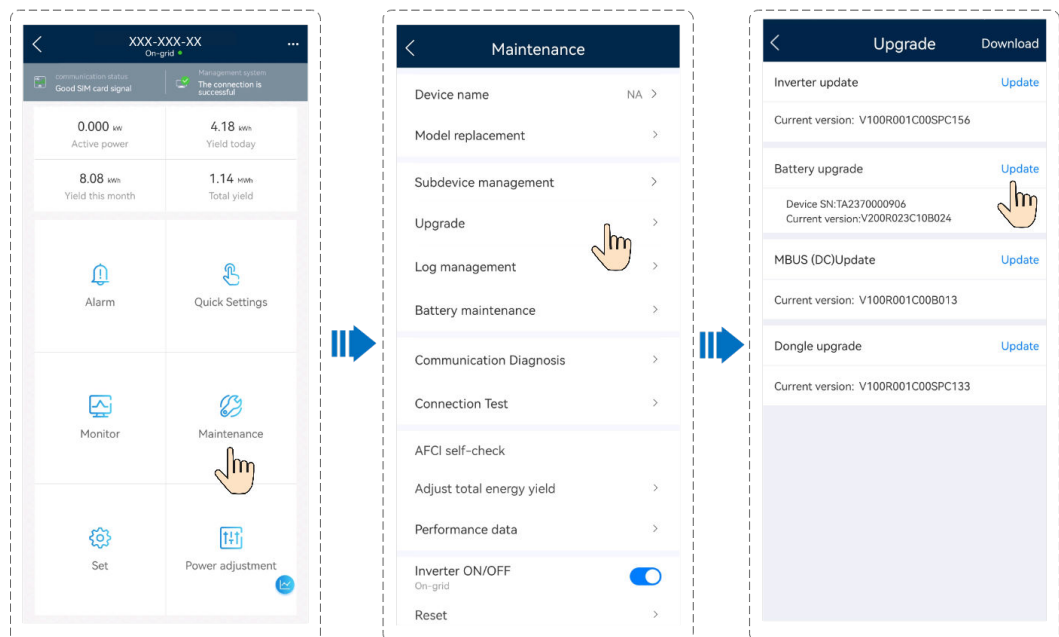 XXX-XXX-XX
On-grid
communication status
Good SIM card signal
Management system
The connection is
successful
0.000 kW
Active power
4.18 kWh
Yield today
8.08 kWh
Yield this month
1.14 MWh
Total yield
Alarm
Quick Settings
Monitor
Maintenance
Set
Power adjustment
Maintenance
Device name NA
Model replacement
Subdevice management
Upgrade
Log management
Battery maintenance
Communication Diagnosis
Connection Test
AFCI self-check
Adjust total energy yield
Performance data
Inverter ON/OFF
On-grid
Reset
Upgrade Download
Inverter update Update
Current version: V100R001C00SPC156
Battery upgrade Update
Device SN:TA2370000906
Current version:V200R023C10B024
MBUS (DC)Update Update
Current version: V100R001C00B013
Dongle upgrade Update
Current version: V100R001C00SPC133